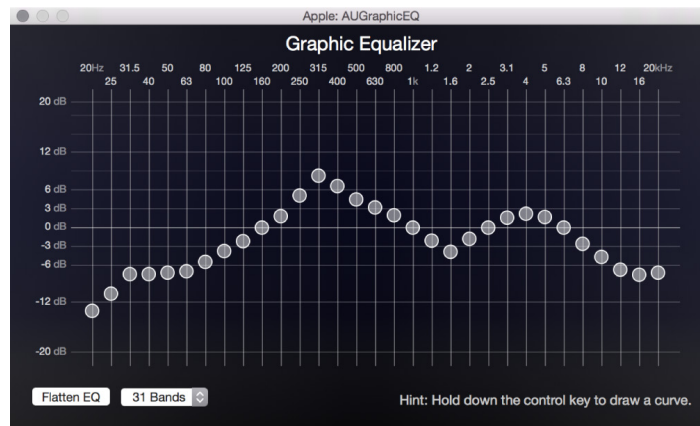 Apple: AUGraphicEQ
Graphic Equalizer
20Hz 31.5 50 80 125 200 315 500 800 1.2 2 3.1 5 8 12 20kHz
25 40 63 100 160 250 400 630 1k 1.6 2.5 4 6.3 10 16
20 dB
12 dB
6 dB
3 dB
0 dB
-3 dB
-6 dB
-12 dB
-20 dB
Flatten EQ 31 Bands Hint: Hold down the control key to draw a curve.